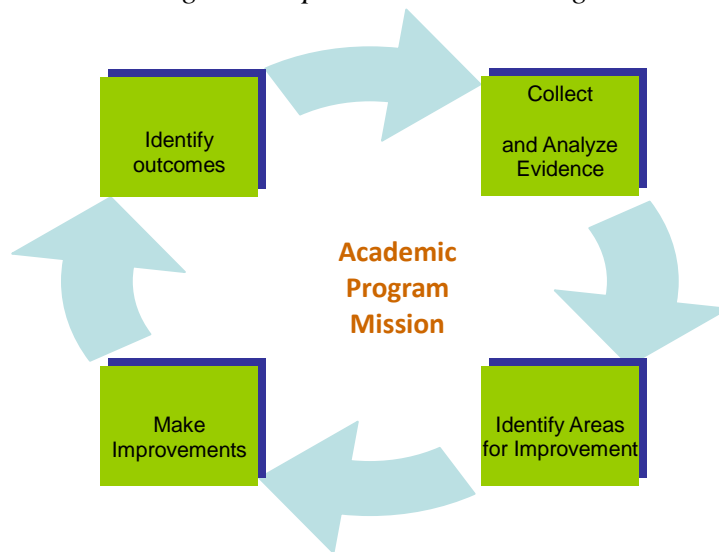 Identify
outcomes
Collect
and Analyze
Evidence
Academic
Program
Mission
Make
Improvements
Identify Areas
for Improvement